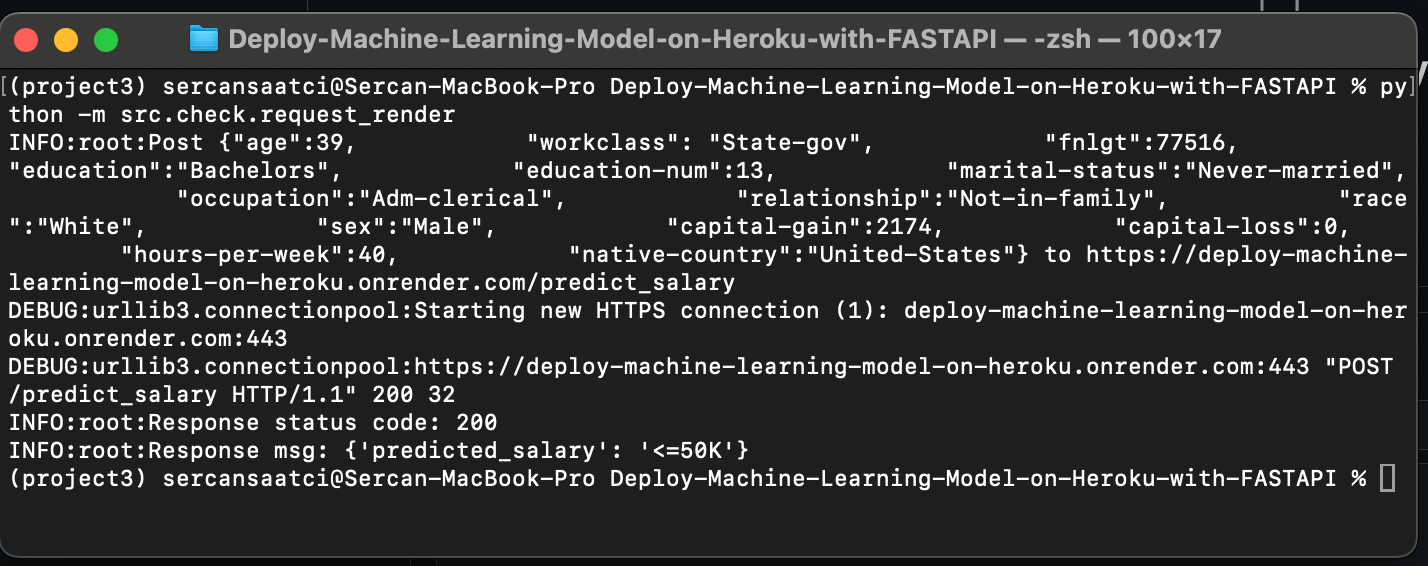 Deploy-Machine-Learning-Model-on-Heroku-with-FASTAPI — -zsh — 100×17
[(project3) sercansaatci@Sercan-MacBook-Pro Deploy-Machine-Learning-Model-on-Heroku-with-FASTAPI % py]
thon -m src.check.request_render
INFO:root:Post {"age":39,            "workclass": "State-gov",            "fnlgt":77516,
"education":"Bachelors",            "education-num":13,            "marital-status":"Never-married",
            "occupation":"Adm-clerical",            "relationship":"Not-in-family",            "race
":"White",            "sex":"Male",            "capital-gain":2174,            "capital-loss":0,
        "hours-per-week":40,            "native-country":"United-States"} to https://deploy-machine-
learning-model-on-heroku.onrender.com/predict_salary
DEBUG:urllib3.connectionpool:Starting new HTTPS connection (1): deploy-machine-learning-model-on-her
oku.onrender.com:443
DEBUG:urllib3.connectionpool:https://deploy-machine-learning-model-on-heroku.onrender.com:443 "POST
/predict_salary HTTP/1.1" 200 32
INFO:root:Response status code: 200
INFO:root:Response msg: {'predicted_salary': '<=50K'}
(project3) sercansaatci@Sercan-MacBook-Pro Deploy-Machine-Learning-Model-on-Heroku-with-FASTAPI %